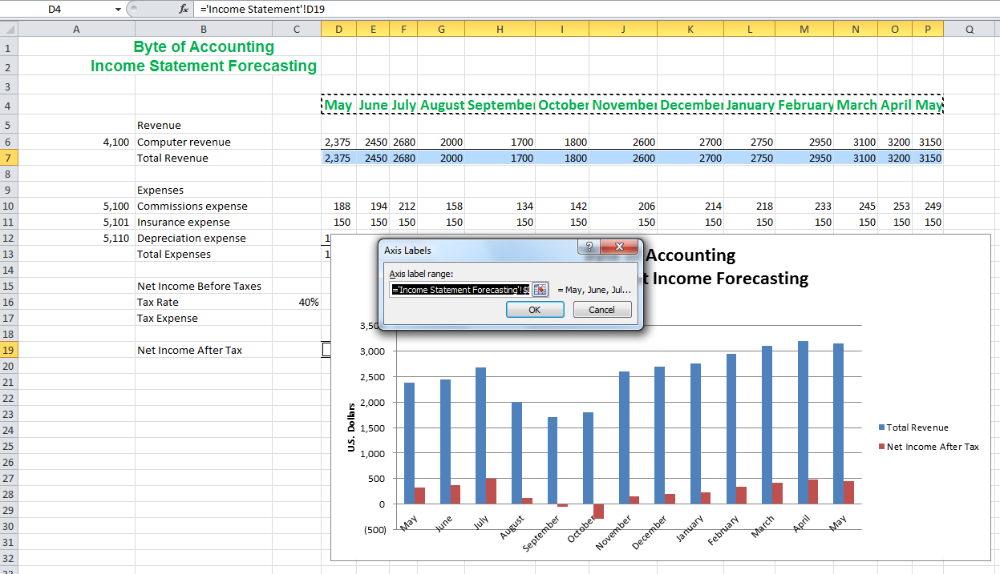 D4 fx ='Income Statement'!D19
A B C D E F G H I J K L M N O P Q
1 Byte of Accounting
2 Income Statement Forecasting
3
4 May June July August September October November December January February March April May
5 Revenue
6 4,100 Computer revenue 2,375 2450 2680 2000 1700 1800 2600 2700 2750 2950 3100 3200 3150
7 Total Revenue 2,375 2450 2680 2000 1700 1800 2600 2700 2750 2950 3100 3200 3150
8
9 Expenses
10 5,100 Commissions expense 188 194 212 158 134 142 206 214 218 233 245 253 249
11 5,101 Insurance expense 150 150 150 150 150 150 150 150 150 150 150 150 150
12 5,110 Depreciation expense 1
13 Total Expenses 1
14
15 Net Income Before Taxes
16 Tax Rate 40%
17 Tax Expense
18
19 Net Income After Tax
20
21
22
23
24
25
26
27
28
29
30
31
32
Axis Labels ?
Axis label range:
='Income Statement Forecasting'!$ = May, June, Jul...
OK Cancel
Accounting
t Income Forecasting
3,50
3,000
2,500
2,000
1,500
1,000
500
0
(500)
U.S. Dollars
May June July August September October November December January February March April May
Total Revenue
Net Income After Tax